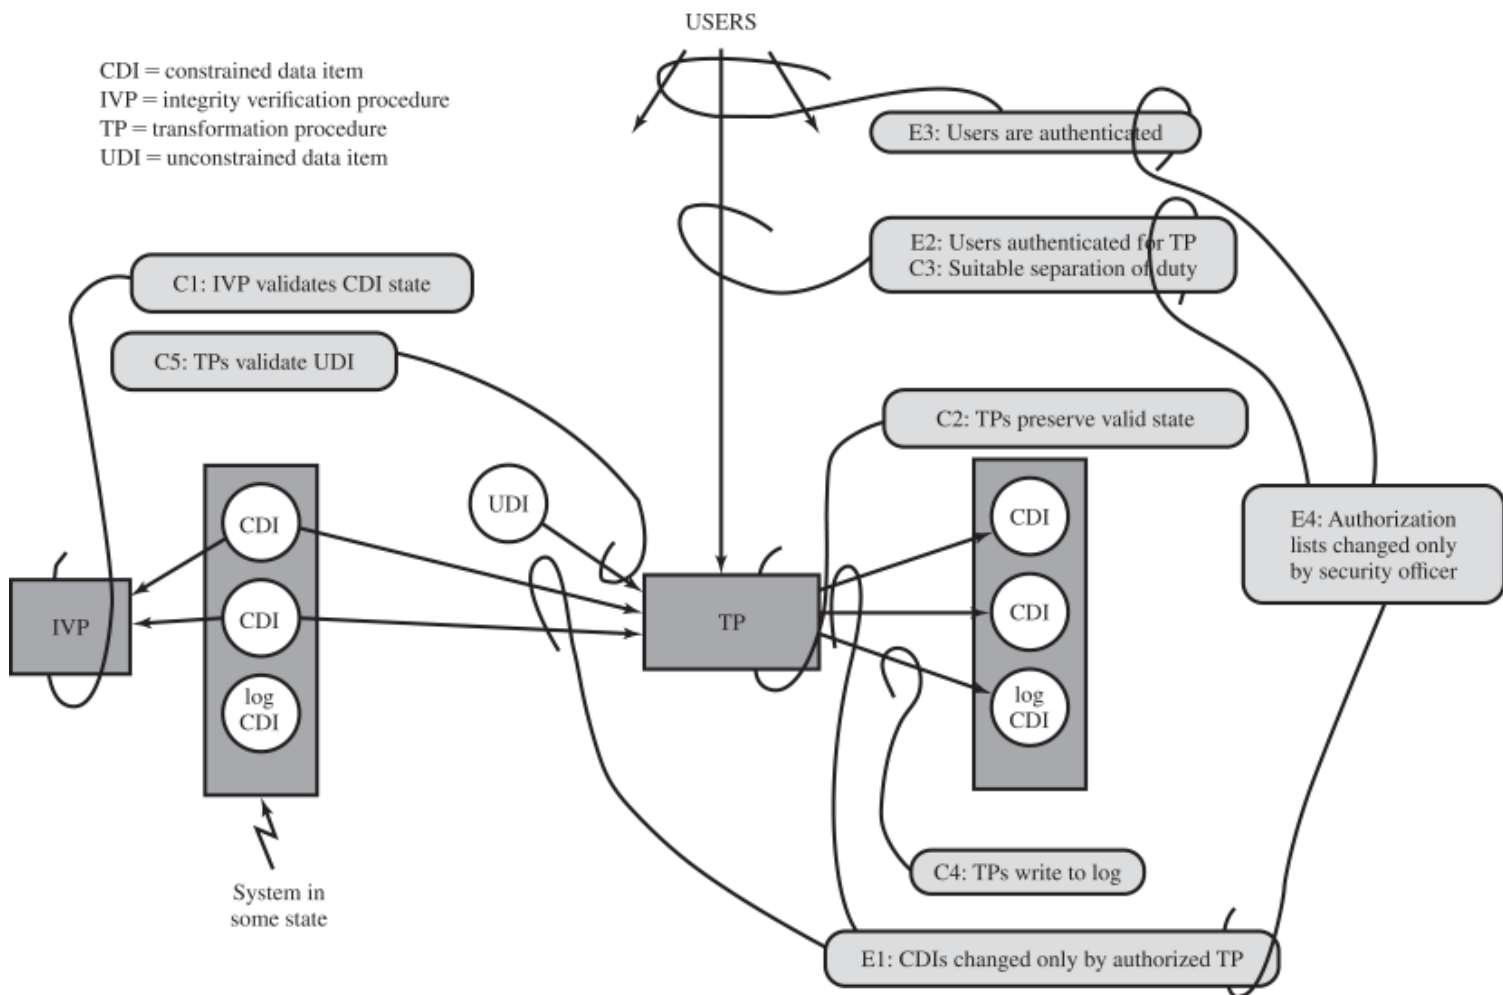 USERS
CDI = constrained data item
IVP = integrity verification procedure
TP = transformation procedure
UDI = unconstrained data item
E3: Users are authenticated
E2: Users authenticated for TP
C3: Suitable separation of duty
C1: IVP validates CDI state
C5: TPs validate UDI
C2: TPs preserve valid state
CDI
UDI
CDI
E4: Authorization
lists changed only
by security officer
IVP
CDI
TP
CDI
log
CDI
log
CDI
System in
some state
C4: TPs write to log
E1: CDIs changed only by authorized TP